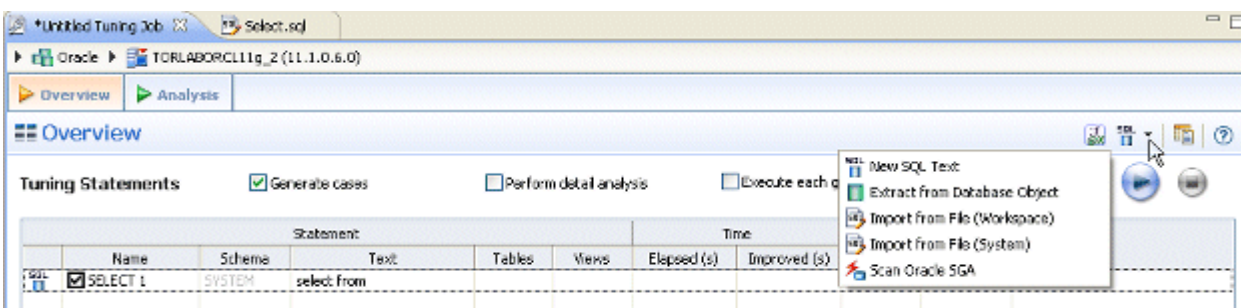 *Untitled Tuning Job Select.sql
Oracle TORLABORCL11g_2 (11.1.0.6.0)
Overview Analysis
Overview
Tuning Statements Generate cases Perform detail analysis Execute each g
New SQL Text
Extract from Database Object
Import from File (Workspace)
Import from File (System)
Scan Oracle SGA
Statement Time
Name Schema Text Tables Views Elapsed (s) Improved (s)
SQL SELECT 1 SYSTEM select from